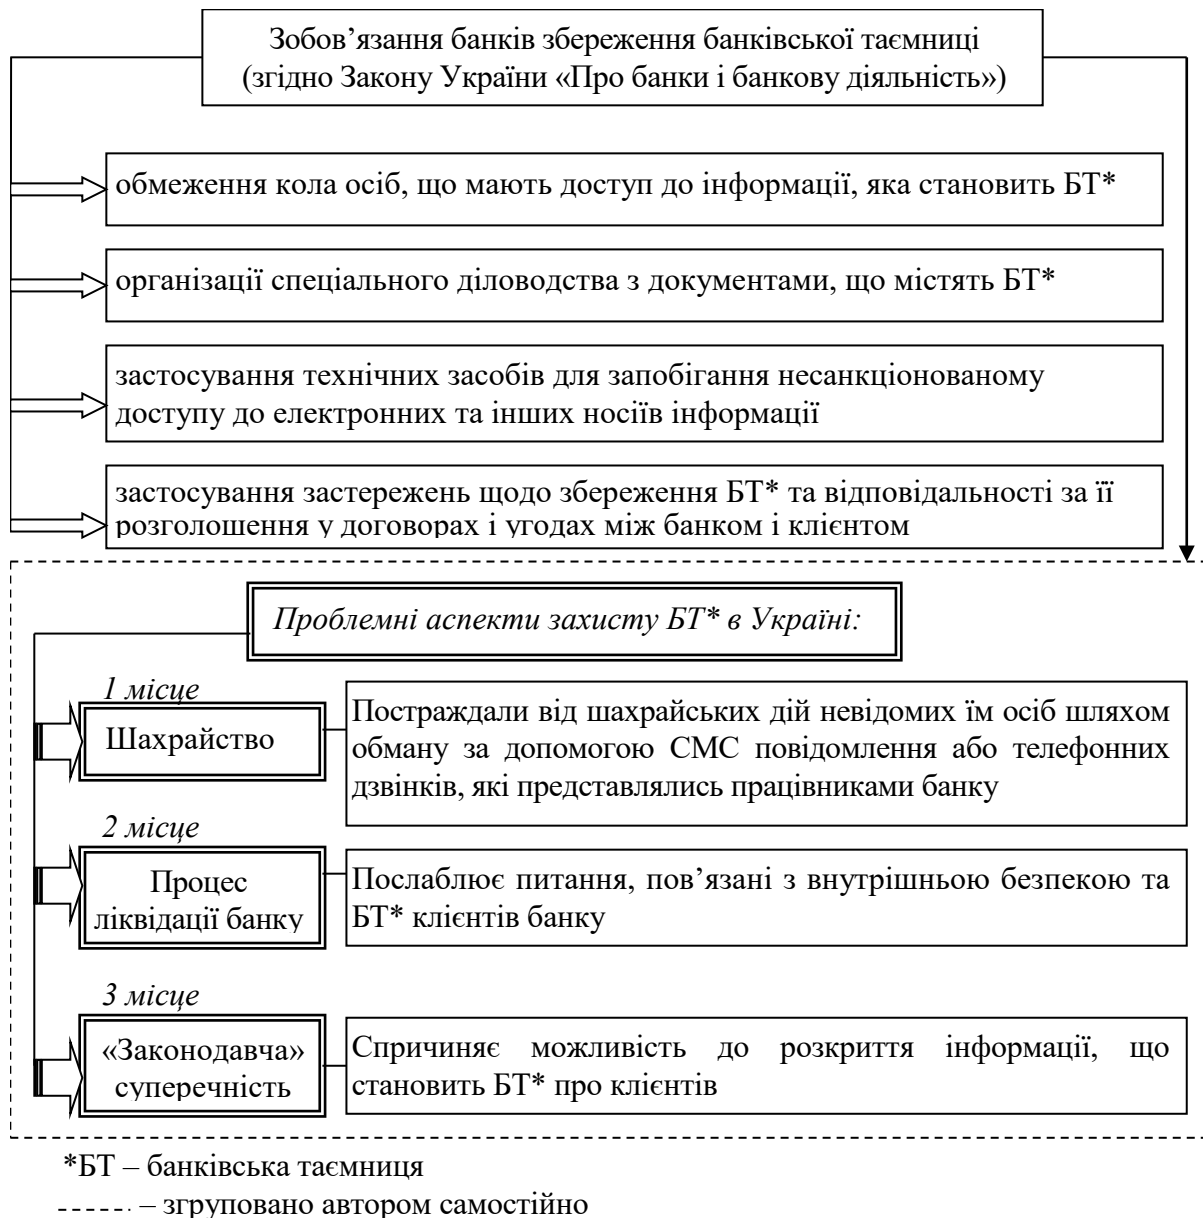 Зобов’язання банків збереження банківської таємниці
(згідно Закону України «Про банки і банкову діяльність»)
обмеження кола осіб, що мають доступ до інформації, яка становить БТ*
організації спеціального діловодства з документами, що містять БТ*
застосування технічних засобів для запобігання несанкціонованому
доступу до електронних та інших носіїв інформації
застосування застережень щодо збереження БТ* та відповідальності за її
розголошення у договорах і угодах між банком і клієнтом
Проблемні аспекти захисту БТ* в Україні:
1 місце
Шахрайство
Постраждали від шахрайських дій невідомих їм осіб шляхом
обману за допомогою СМС повідомлення або телефонних
дзвінків, які представлялись працівниками банку
2 місце
Процес
ліквідації банку
Послаблює питання, пов’язані з внутрішньою безпекою та
БТ* клієнтів банку
3 місце
«Законодавча»
суперечність
Спричиняє можливість до розкриття інформації, що
становить БТ* про клієнтів
*БТ – банківська таємниця
------ – згруповано автором самостійно